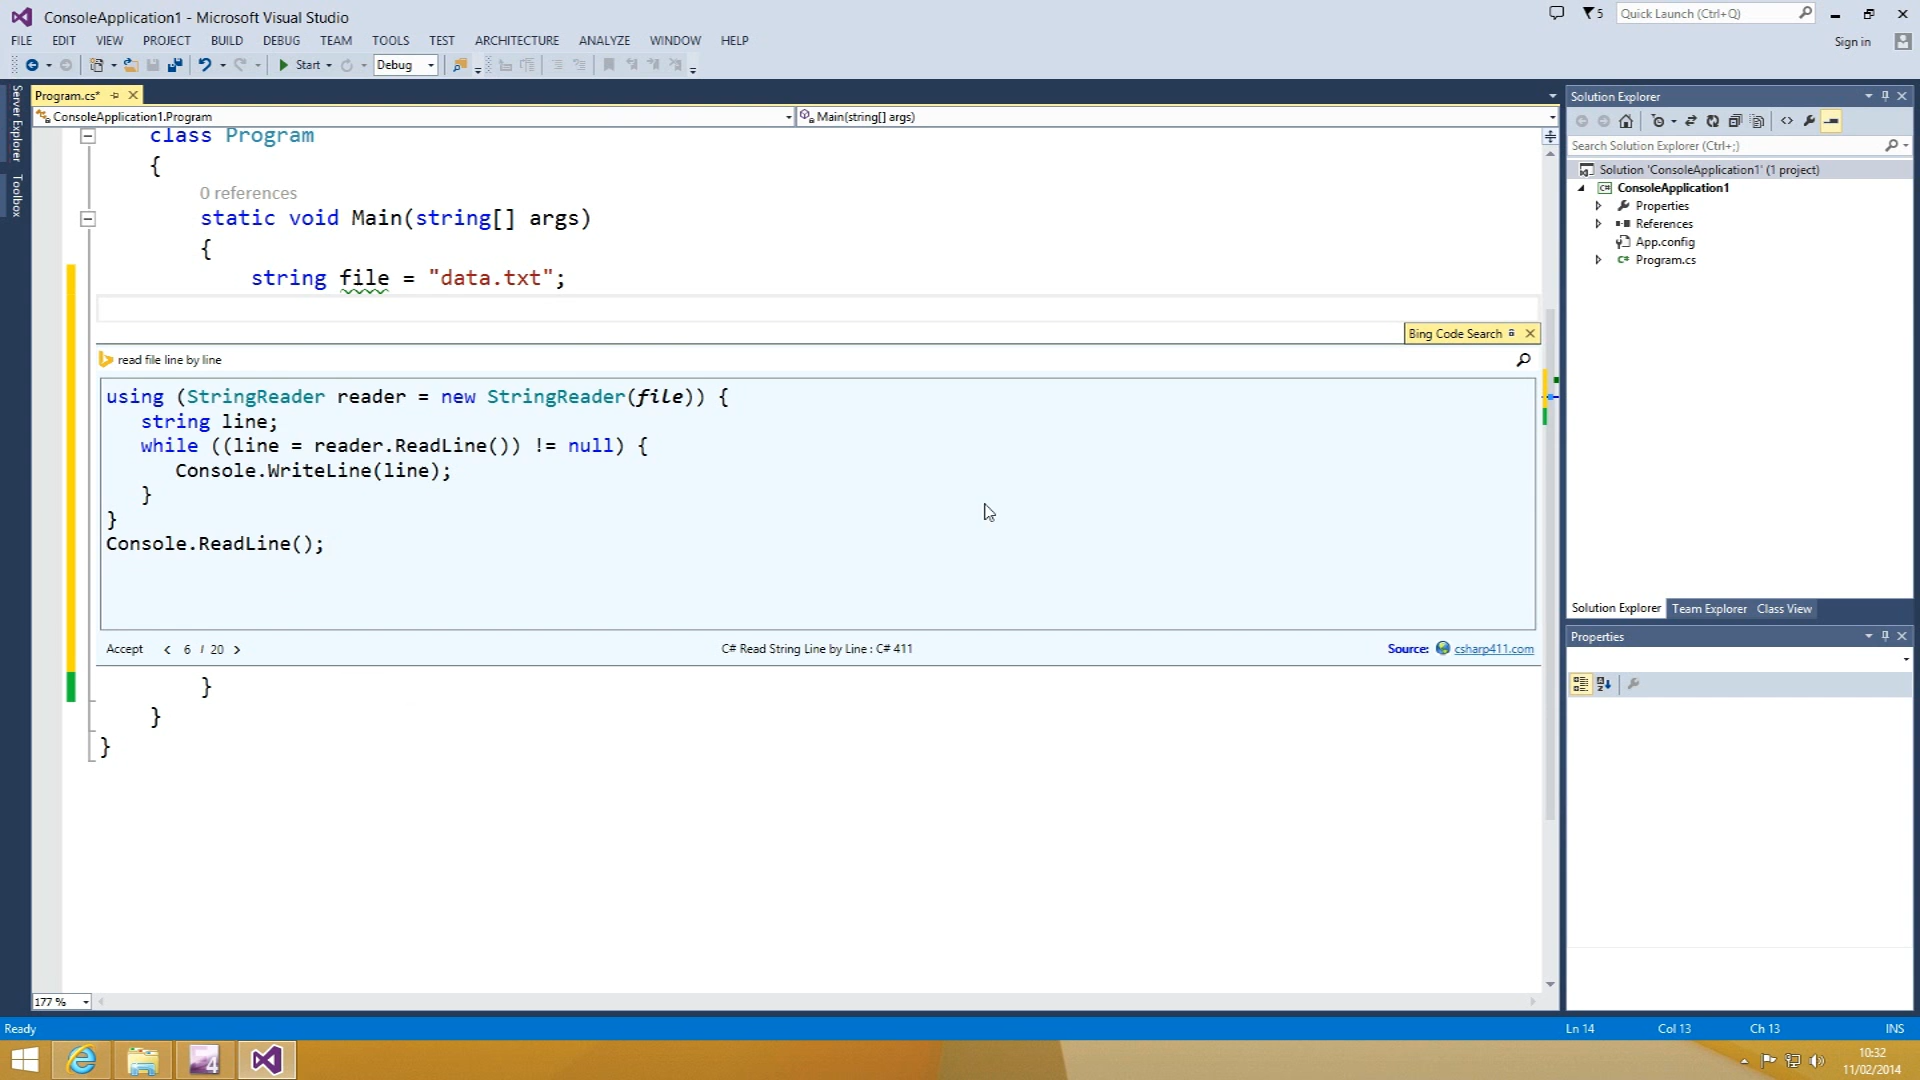 ConsoleApplication1 - Microsoft Visual Studio
5
Quick Launch (Ctrl+Q)
FILE EDIT VIEW PROJECT BUILD DEBUG TEAM TOOLS TEST ARCHITECTURE ANALYZE WINDOW HELP
Sign in
Start
Debug
Server Explorer
Toolbox
Program.cs*
ConsoleApplication1.Program
Main(string[] args)
class Program
{
0 references
static void Main(string[] args)
{
string file = "data.txt";
Bing Code Search
read file line by line
using (StringReader reader = new StringReader(file)) {
string line;
while ((line = reader.ReadLine()) != null) {
Console.WriteLine(line);
}
}
Console.ReadLine();
Accept < 6 / 20 >
C# Read String Line by Line : C# 411
Source: csharp411.com
}
}
}
177 %
Solution Explorer
Search Solution Explorer (Ctrl+;)
Solution 'ConsoleApplication1' (1 project)
C# ConsoleApplication1
Properties
References
App.config
C# Program.cs
Solution Explorer Team Explorer Class View
Properties
Ready
Ln 14 Col 13 Ch 13 INS
4
10:32
11/02/2014